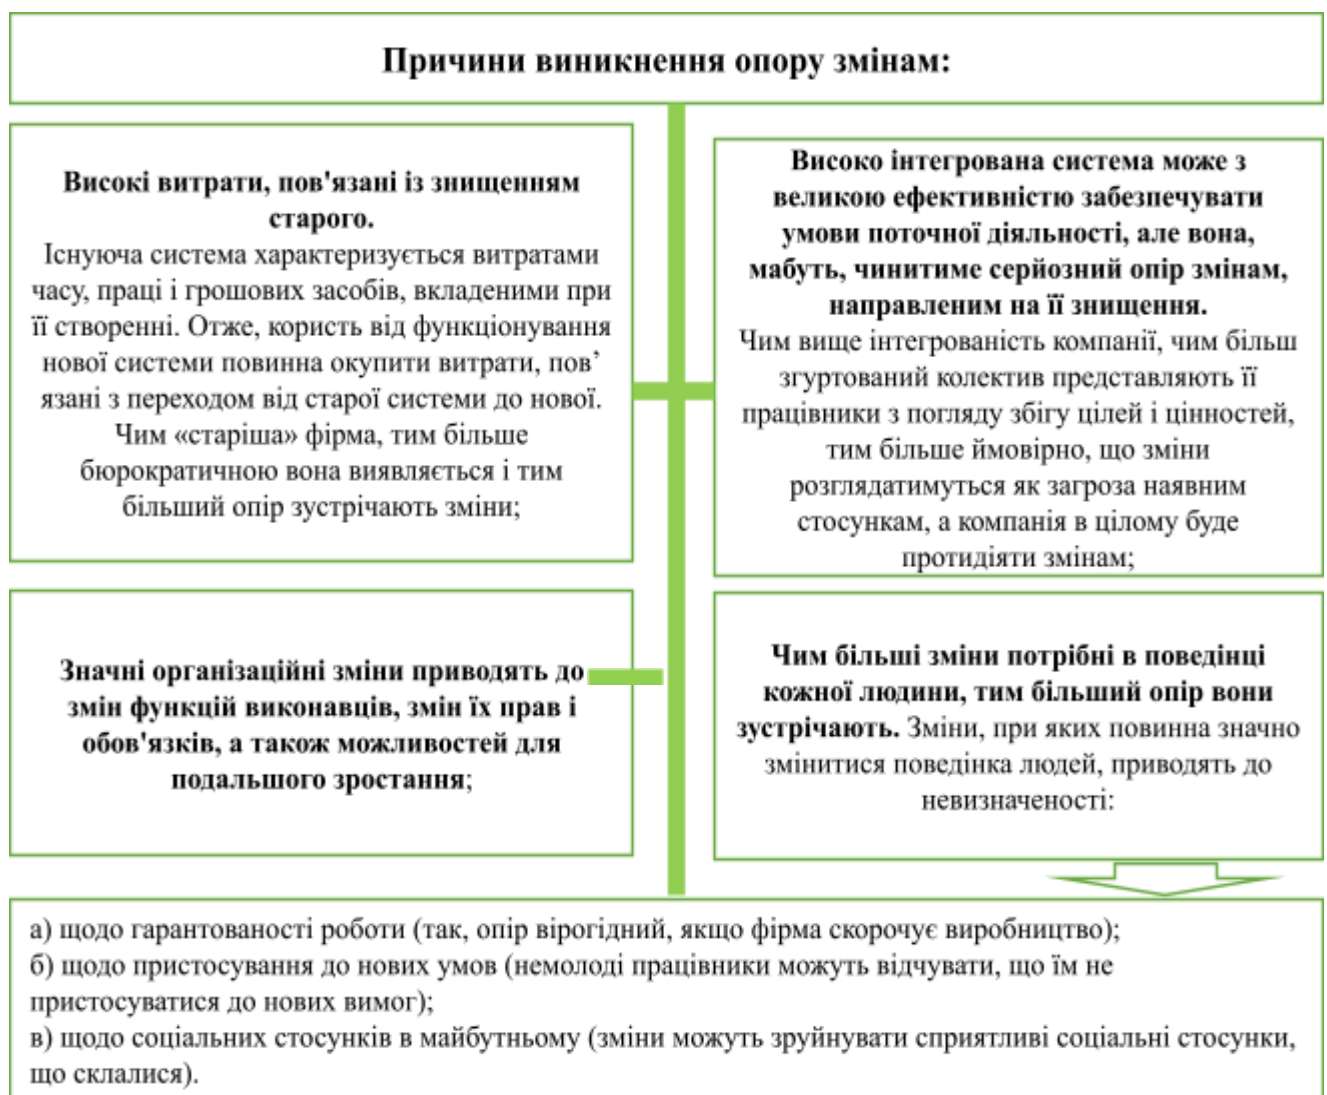 Причини виникнення опору змінам:
Високі витрати, пов'язані із знищенням
старого.
Існуюча система характеризується витратами
часу, праці і грошових засобів, вкладеними при
її створенні. Отже, користь від функціонування
нової системи повинна окупити витрати, пов’
язані з переходом від старої системи до нової.
Чим «старіша» фірма, тим більше
бюрократичною вона виявляється і тим
більший опір зустрічають зміни;
Високо інтегрована система може з
великою ефективністю забезпечувати
умови поточної діяльності, але вона,
мабуть, чинитиме серйозний опір змінам,
направленим на її знищення.
Чим вище інтегрованість компанії, чим більш
згуртований колектив представляють її
працівники з погляду збігу цілей і цінностей,
тим більше ймовірно, що зміни
розглядатимуться як загроза наявним
стосункам, а компанія в цілому буде
протидіяти змінам;
Значні організаційні зміни приводять до
змін функцій виконавців, змін їх прав і
обов'язків, а також можливостей для
подальшого зростання;
Чим більші зміни потрібні в поведінці
кожної людини, тим більший опір вони
зустрічають. Зміни, при яких повинна значно
змінитися поведінка людей, приводять до
невизначеності:
а) щодо гарантованості роботи (так, опір вірогідний, якщо фірма скорочує виробництво);
б) щодо пристосування до нових умов (немолоді працівники можуть відчувати, що їм не
пристосуватися до нових вимог);
в) щодо соціальних стосунків в майбутньому (зміни можуть зруйнувати сприятливі соціальні стосунки,
що склалися).